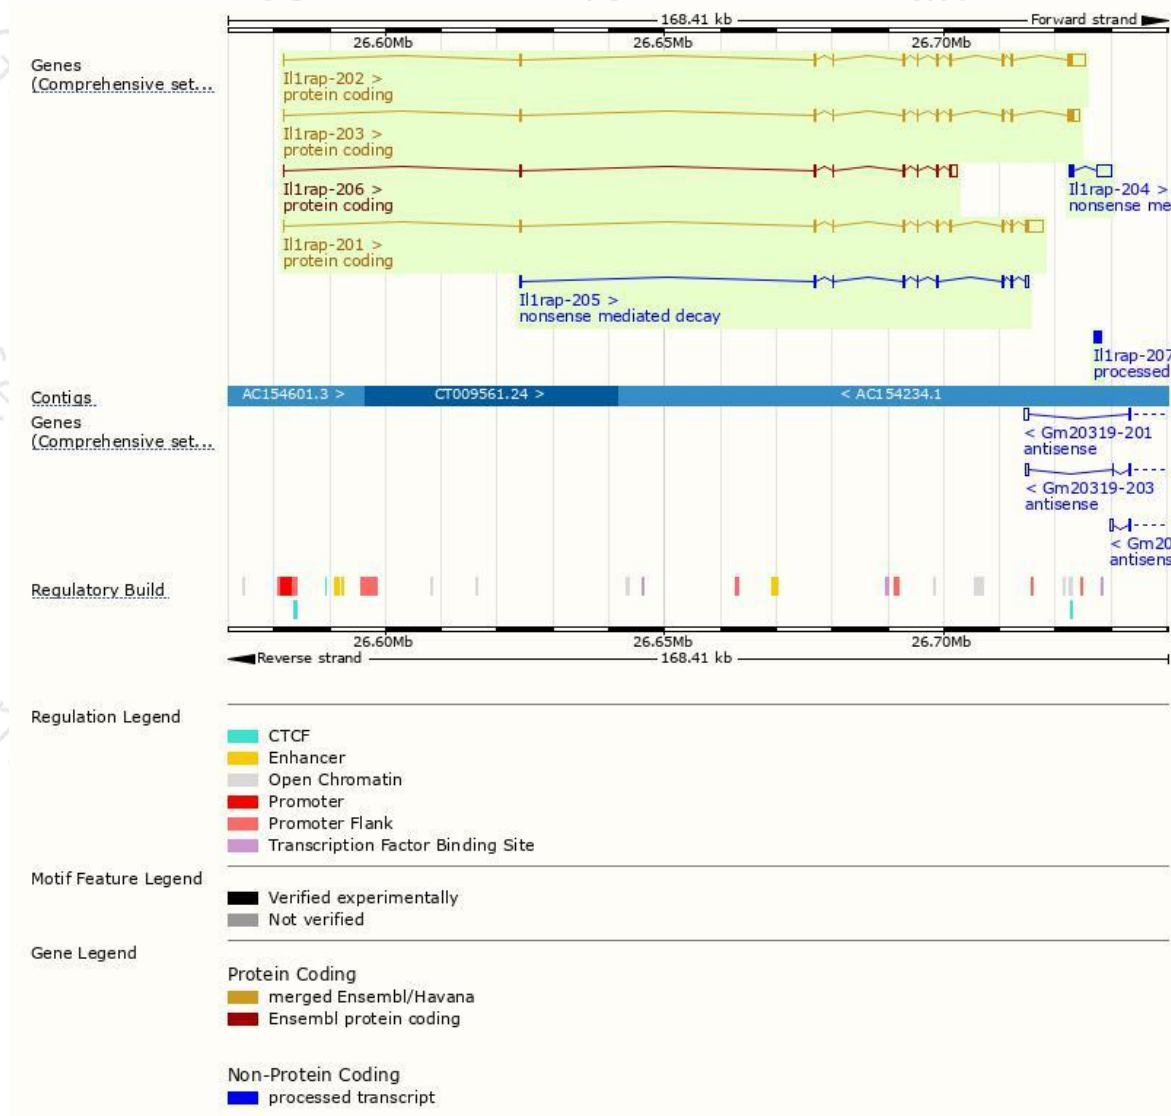 168.41 kb
Forward strand
26.60Mb 26.65Mb 26.70Mb
Genes
(Comprehensive set...
Il1rap-202 >
protein coding
Il1rap-203 >
protein coding
Il1rap-206 >
protein coding
Il1rap-204 >
nonsense me
Il1rap-201 >
protein coding
Il1rap-205 >
nonsense mediated decay
Il1rap-207
processed
Contigs
AC154601.3 > CT009561.24 > < AC154234.1
Genes
(Comprehensive set...
< Gm20319-201
antisense
< Gm20319-203
antisense
< Gm20
antisens
Regulatory Build
26.60Mb 26.65Mb 26.70Mb
Reverse strand 168.41 kb
Regulation Legend
CTCF
Enhancer
Open Chromatin
Promoter
Promoter Flank
Transcription Factor Binding Site
Motif Feature Legend
Verified experimentally
Not verified
Gene Legend
Protein Coding
merged Ensembl/Havana
Ensembl protein coding
Non-Protein Coding
processed transcript